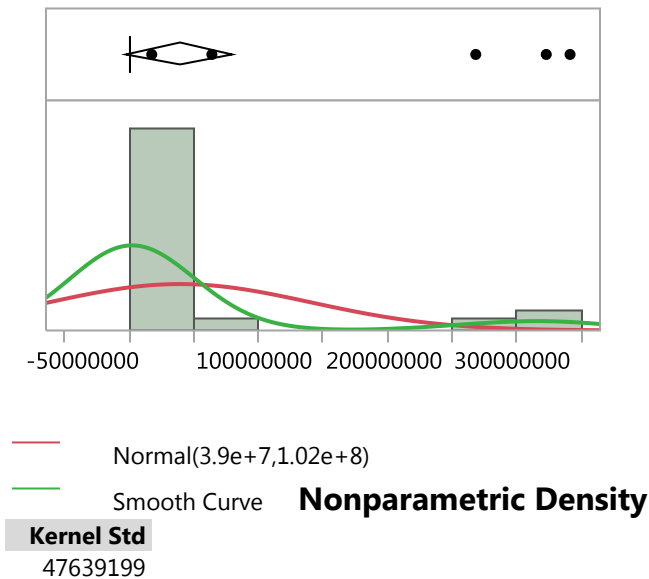 -50000000 100000000 200000000 300000000
Normal(3.9e+7,1.02e+8)
Smooth Curve Nonparametric Density
Kernel Std
47639199